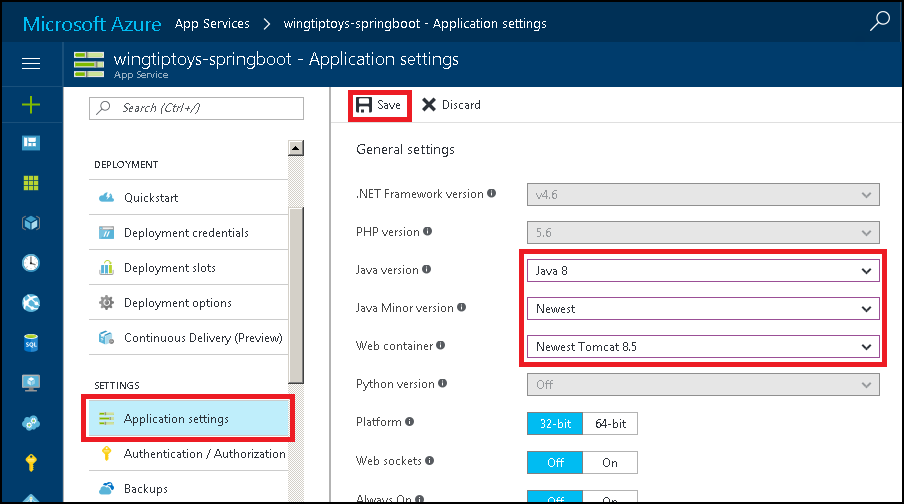 Microsoft Azure App Services > wingtiptoys-springboot - Application settings
wingtiptoys-springboot - Application settings
App Service
Search (Ctrl+/)
DEPLOYMENT
Quickstart
Deployment credentials
Deployment slots
Deployment options
Continuous Delivery (Preview)
SETTINGS
Application settings
Authentication / Authorization
Backups
Save Discard
General settings
.NET Framework version v4.6
PHP version 5.6
Java version Java 8
Java Minor version Newest
Web container Newest Tomcat 8.5
Python version Off
Platform 32-bit 64-bit
Web sockets Off On
Always On Off On
SQL